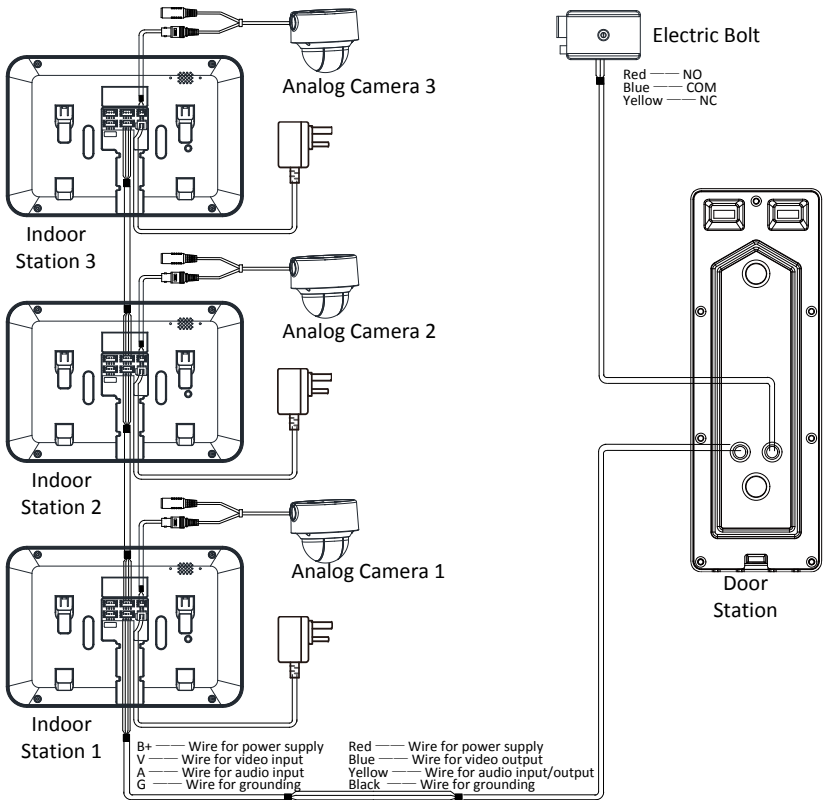 Electric Bolt
Red —— NO
Blue —— COM
Yellow —— NC
Analog Camera 3
Indoor
Station 3
Analog Camera 2
Indoor
Station 2
Analog Camera 1
Indoor
Station 1
Door
Station
B+ —— Wire for power supply
V —— Wire for video input
A —— Wire for audio input
G —— Wire for grounding
Red —— Wire for power supply
Blue —— Wire for video output
Yellow —— Wire for audio input/output
Black —— Wire for grounding